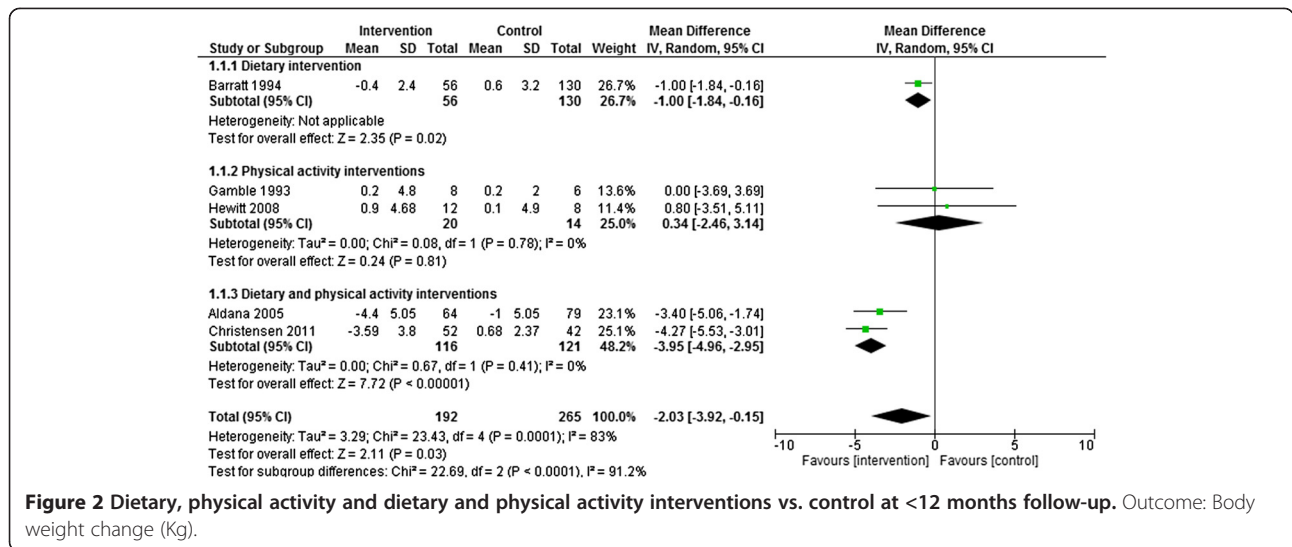 Intervention Control Mean Difference Mean Difference
Study or Subgroup Mean SD Total Mean SD Total Weight IV, Random, 95% CI IV, Random, 95% CI
1.1.1 Dietary intervention
Barratt 1994 -0.4 2.4 56 0.6 3.2 130 26.7% -1.00 [-1.84, -0.16]
Subtotal (95% CI) 56 130 26.7% -1.00 [-1.84, -0.16]
Heterogeneity: Not applicable
Test for overall effect: Z = 2.35 (P = 0.02)
1.1.2 Physical activity interventions
Gamble 1993 0.2 4.8 8 0.2 2 6 13.6% 0.00 [-3.69, 3.69]
Hewitt 2008 0.9 4.68 12 0.1 4.9 8 11.4% 0.80 [-3.51, 5.11]
Subtotal (95% CI) 20 14 25.0% 0.34 [-2.46, 3.14]
Heterogeneity: Tau² = 0.00; Chi² = 0.08, df = 1 (P = 0.78); I² = 0%
Test for overall effect: Z = 0.24 (P = 0.81)
1.1.3 Dietary and physical activity interventions
Aldana 2005 -4.4 5.05 64 -1 5.05 79 23.1% -3.40 [-5.06, -1.74]
Christensen 2011 -3.59 3.8 52 0.68 2.37 42 25.1% -4.27 [-5.53, -3.01]
Subtotal (95% CI) 116 121 48.2% -3.95 [-4.96, -2.95]
Heterogeneity: Tau² = 0.00; Chi² = 0.67, df = 1 (P = 0.41); I² = 0%
Test for overall effect: Z = 7.72 (P < 0.00001)
Total (95% CI) 192 265 100.0% -2.03 [-3.92, -0.15]
Heterogeneity: Tau² = 3.29; Chi² = 23.43, df = 4 (P = 0.0001); I² = 83%
Test for overall effect: Z = 2.11 (P = 0.03)
Test for subgroup differences: Chi² = 22.69, df = 2 (P < 0.0001), I² = 91.2%
-10 -5 0 5 10
Favours [intervention] Favours [control]
Figure 2 Dietary, physical activity and dietary and physical activity interventions vs. control at <12 months follow-up. Outcome: Body
weight change (Kg).